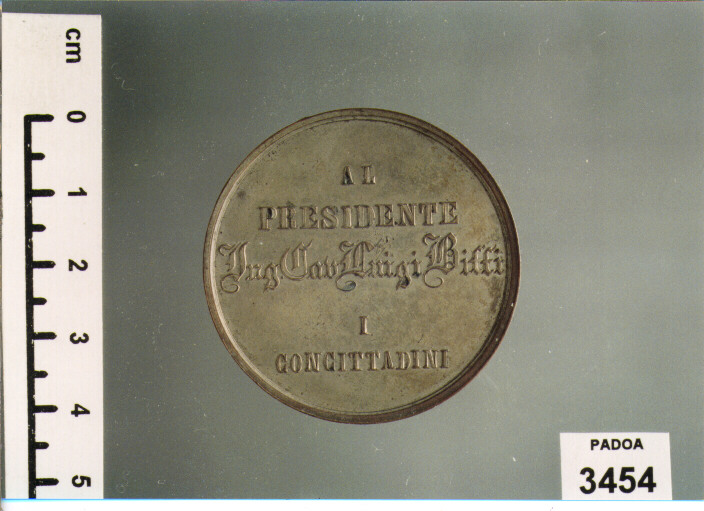 cm
0
1
2
3
4
5
AL
PRESIDENTE
Ing. Cav. Luigi Biffi
I
CONCITTADINI
PADOA
3454